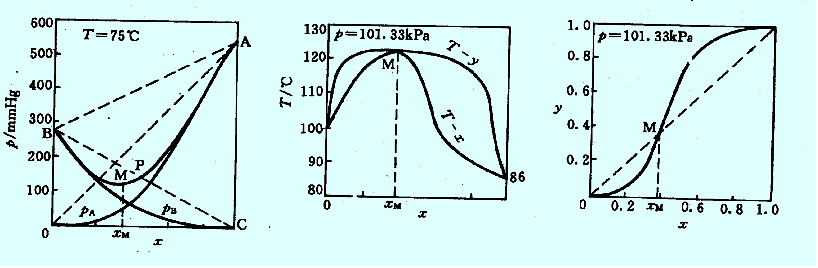 600
500
400
300
200
100
0
p/mmHg
T=75℃
A
B
M
P
pA
pB
C
xM
x
130
120
110
100
90
80
T/℃
p=101.33kPa
M
T-y
T-x
86
0
xM
x
1.0
0.8
0.6
0.4
0.2
y
p=101.33kPa
M
0
0.2
xM
0.6
0.8
1.0
x